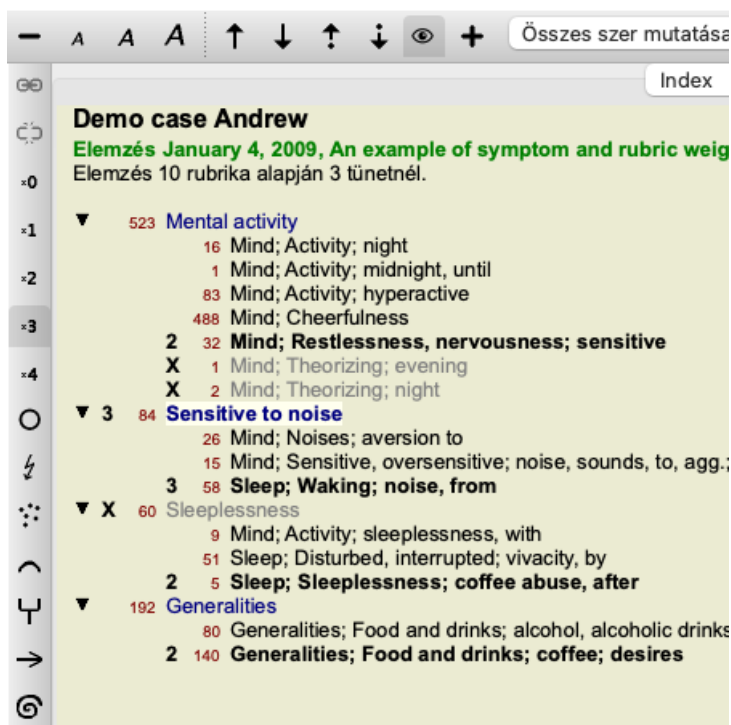 A A A Összes szer mutatása
Index
Demo case Andrew
Elemzés January 4, 2009, An example of symptom and rubric weig
Elemzés 10 rubrika alapján 3 tünetnél.
×0
×1
×2
×3
×4
523 Mental activity
16 Mind; Activity; night
1 Mind; Activity; midnight, until
83 Mind; Activity; hyperactive
488 Mind; Cheerfulness
2 32 Mind; Restlessness, nervousness; sensitive
X 1 Mind; Theorizing; evening
X 2 Mind; Theorizing; night
3 84 Sensitive to noise
26 Mind; Noises; aversion to
15 Mind; Sensitive, oversensitive; noise, sounds, to, agg.;
3 58 Sleep; Waking; noise, from
X 60 Sleeplessness
9 Mind; Activity; sleeplessness, with
51 Sleep; Disturbed, interrupted; vivacity, by
2 5 Sleep; Sleeplessness; coffee abuse, after
192 Generalities
80 Generalities; Food and drinks; alcohol, alcoholic drinks
2 140 Generalities; Food and drinks; coffee; desires